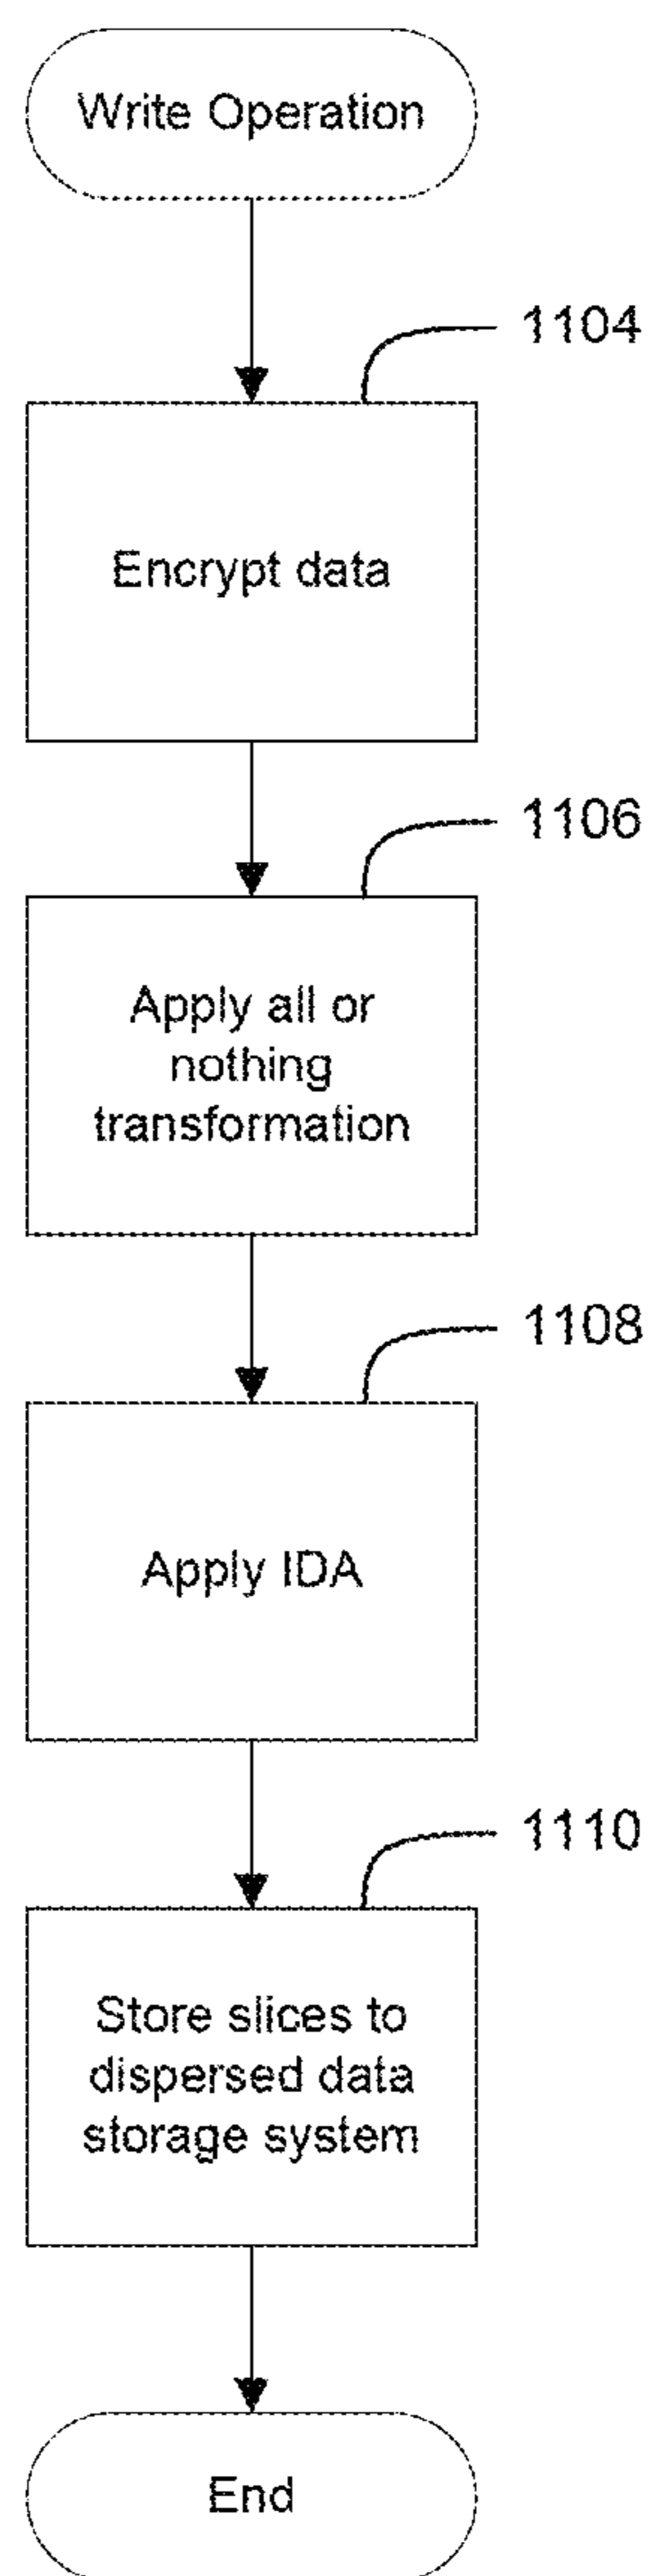 Write Operation
1104
Encrypt data
1106
Apply all or
nothing
transformation
1108
Apply IDA
1110
Store slices to
dispersed data
storage system
End